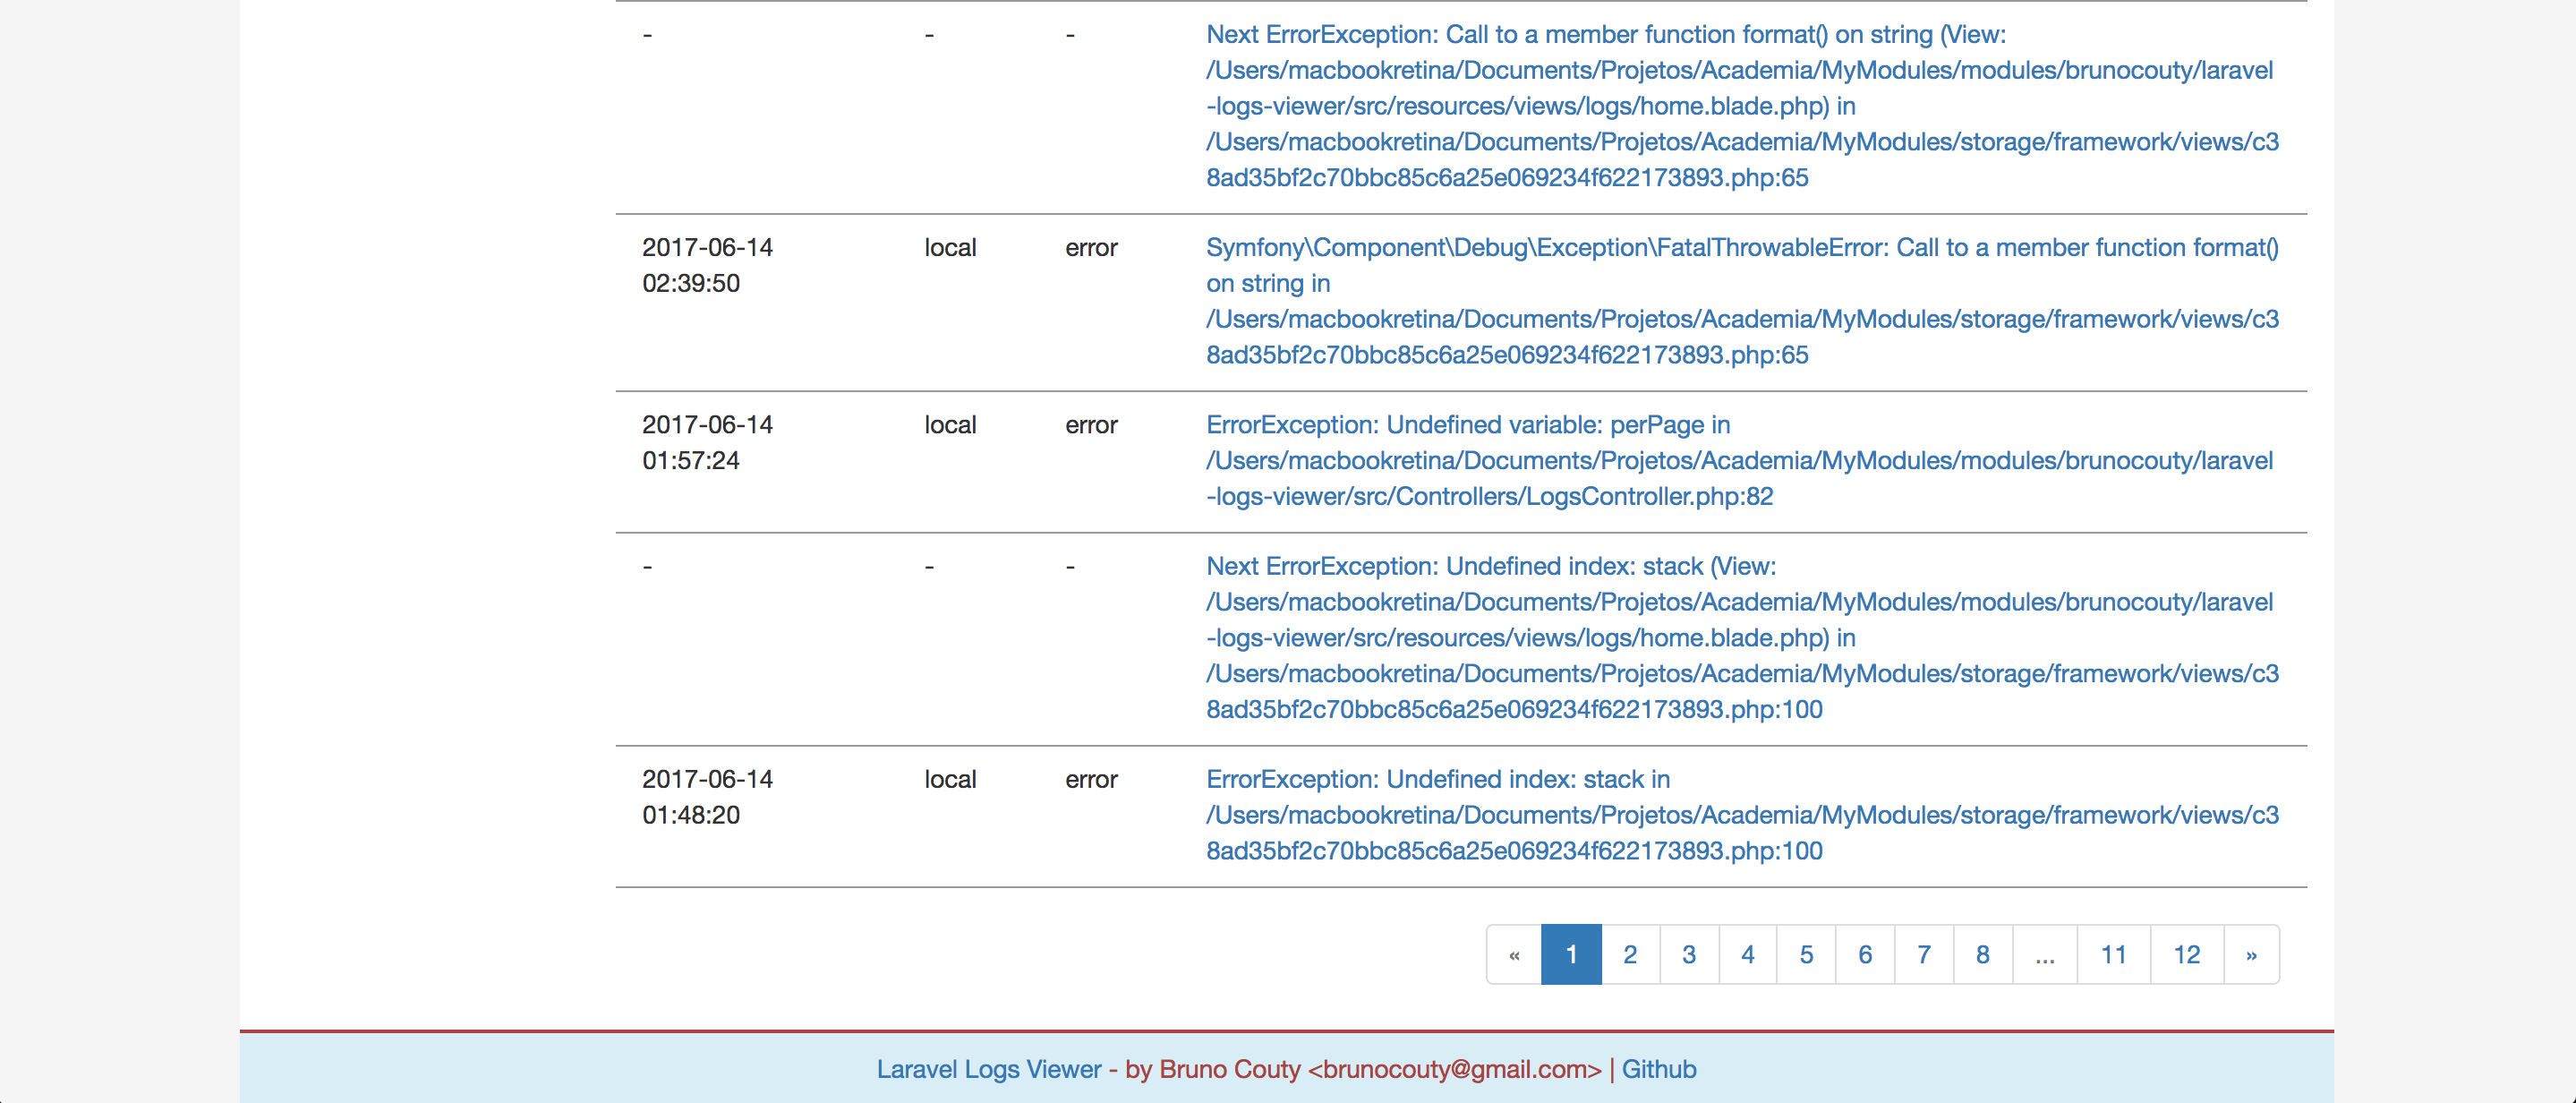 - - - Next ErrorException: Call to a member function format() on string (View:
/Users/macbookretina/Documents/Projetos/Academia/MyModules/modules/brunocouty/laravel
-logs-viewer/src/resources/views/logs/home.blade.php) in
/Users/macbookretina/Documents/Projetos/Academia/MyModules/storage/framework/views/c3
8ad35bf2c70bbc85c6a25e069234f622173893.php:65
2017-06-14 local error Symfony\Component\Debug\Exception\FatalThrowableError: Call to a member function format()
02:39:50 on string in
/Users/macbookretina/Documents/Projetos/Academia/MyModules/storage/framework/views/c3
8ad35bf2c70bbc85c6a25e069234f622173893.php:65
2017-06-14 local error ErrorException: Undefined variable: perPage in
01:57:24 /Users/macbookretina/Documents/Projetos/Academia/MyModules/modules/brunocouty/laravel
-logs-viewer/src/Controllers/LogsController.php:82
- - - Next ErrorException: Undefined index: stack (View:
/Users/macbookretina/Documents/Projetos/Academia/MyModules/modules/brunocouty/laravel
-logs-viewer/src/resources/views/logs/home.blade.php) in
/Users/macbookretina/Documents/Projetos/Academia/MyModules/storage/framework/views/c3
8ad35bf2c70bbc85c6a25e069234f622173893.php:100
2017-06-14 local error ErrorException: Undefined index: stack in
01:48:20 /Users/macbookretina/Documents/Projetos/Academia/MyModules/storage/framework/views/c3
8ad35bf2c70bbc85c6a25e069234f622173893.php:100
« 1 2 3 4 5 6 7 8 ... 11 12 »
Laravel Logs Viewer - by Bruno Couty <brunocouty@gmail.com> | Github